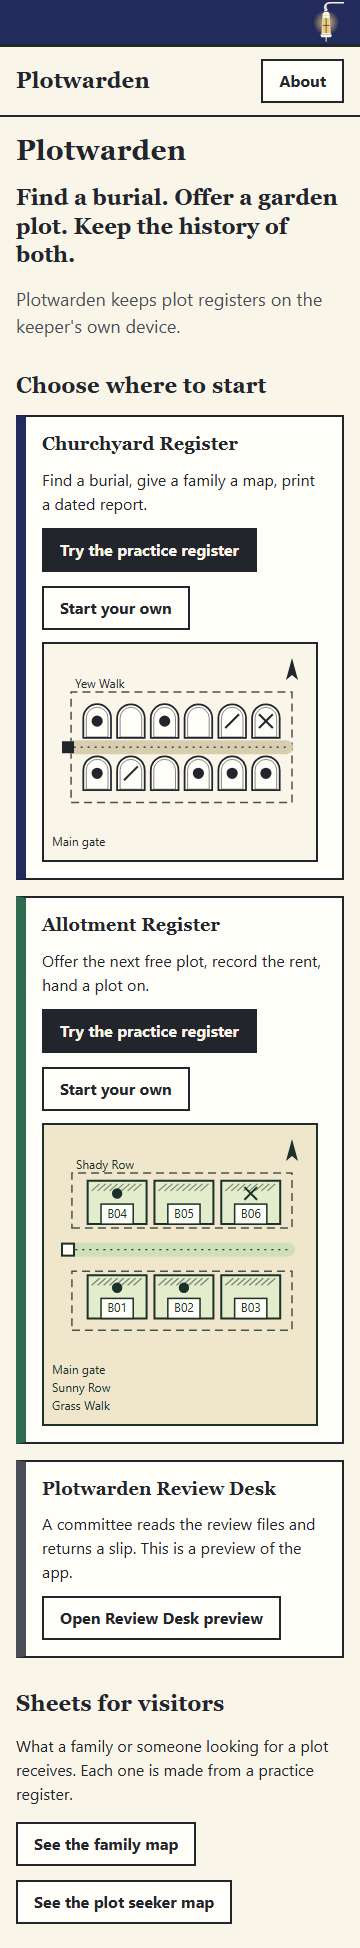 Plotwarden
About
Plotwarden
Find a burial. Offer a garden
plot. Keep the history of
both.
Plotwarden keeps plot registers on the
keeper's own device.
Choose where to start
Churchyard Register
Find a burial, give a family a map, print
a dated report.
Try the practice register
Start your own
Yew Walk
Main gate
Allotment Register
Offer the next free plot, record the rent,
hand a plot on.
Try the practice register
Start your own
Shady Row
B04 B05 B06
B01 B02 B03
Main gate
Sunny Row
Grass Walk
Plotwarden Review Desk
A committee reads the review files and
returns a slip. This is a preview of the
app.
Open Review Desk preview
Sheets for visitors
What a family or someone looking for a plot
receives. Each one is made from a practice
register.
See the family map
See the plot seeker map